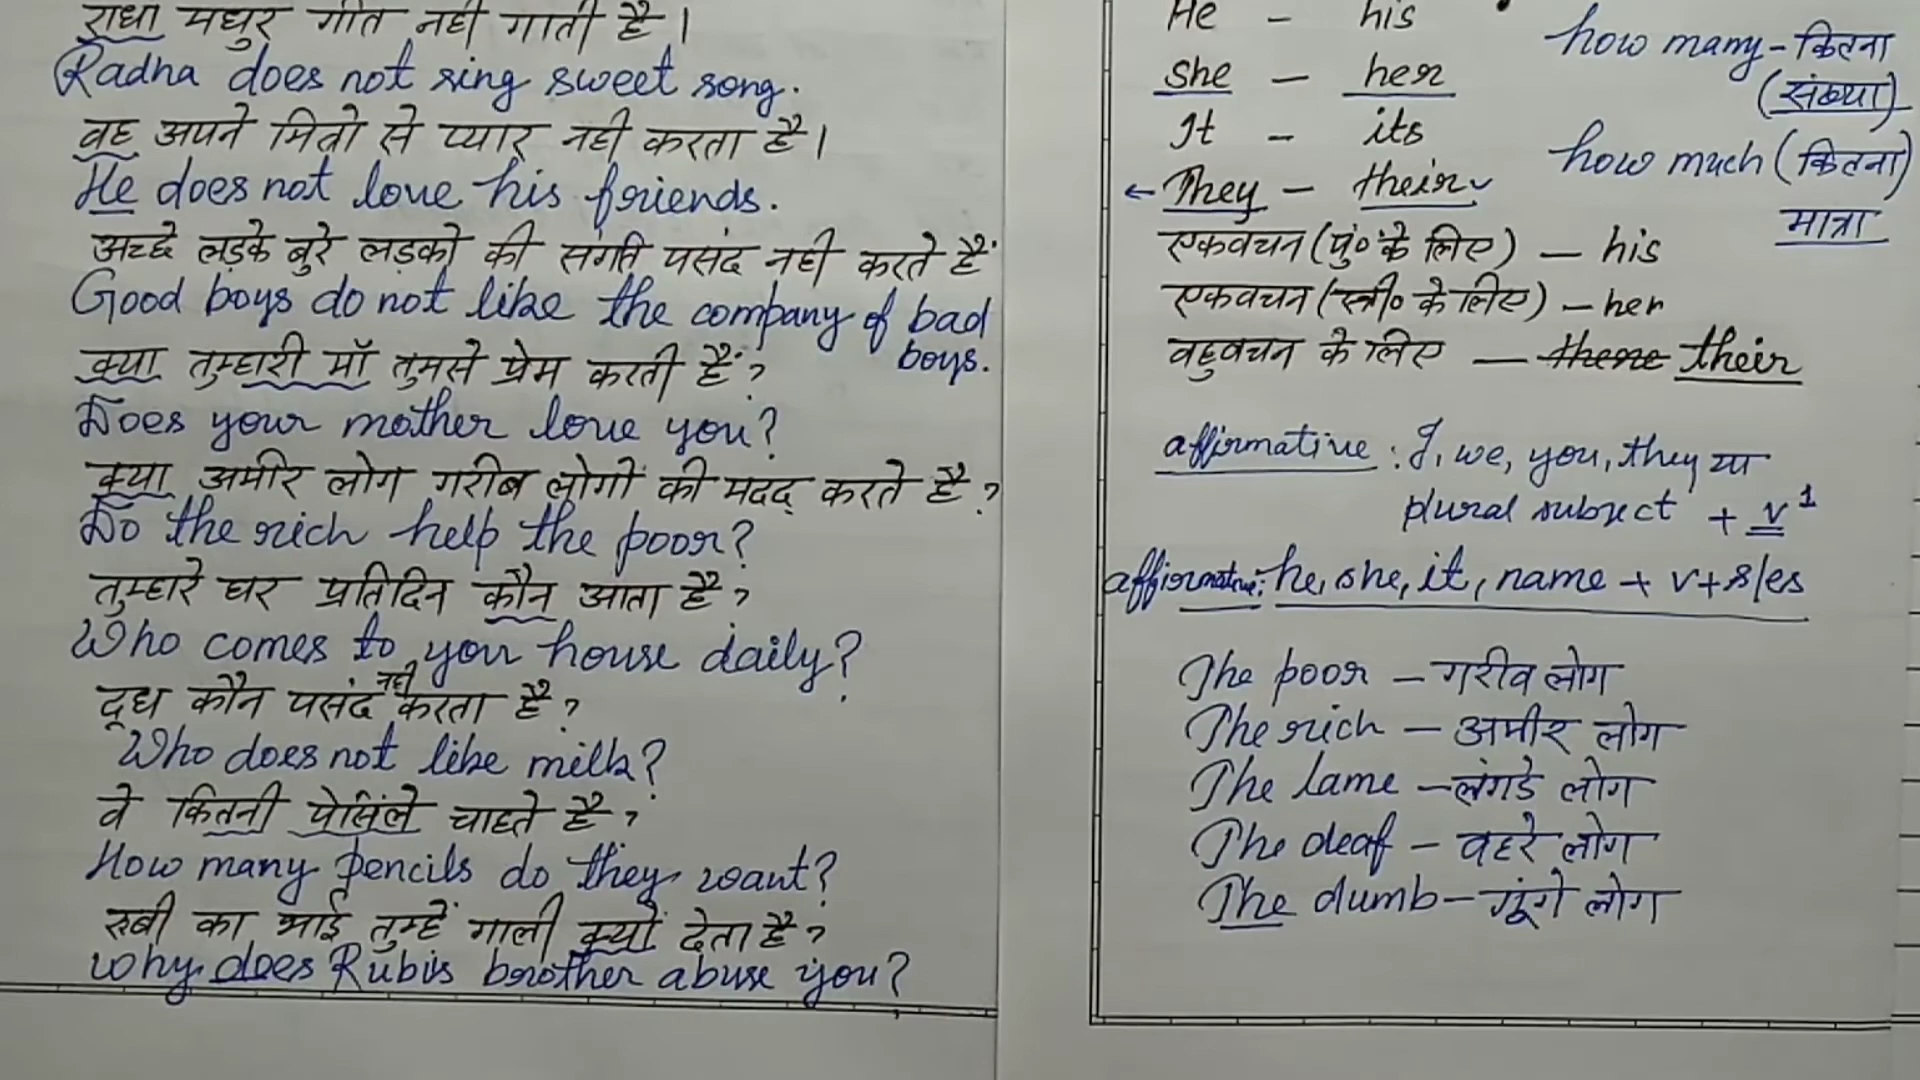 राधा मधुर गीत नही गाती है।
Radha does not sing sweet song.
वह अपने मित्रो से प्यार नही करता है।
He does not love his friends.
अच्छे लड़के बुरे लड़को की संगति पसंद नही करते हैं
Good boys do not like the company of bad
boys.
क्या तुम्हारी माँ तुमसे प्रेम करती हैं?
Does your mother love you?
क्या अमीर लोग गरीब लोगों की मदद् करते है?
Do the rich help the poor?
तुम्हारे घर प्रतिदिन कौन आता है?
Who comes to your house daily?
दूध कौन पसंद नही करता है?
Who does not like milk?
वे कितनी पेंसिले चाहते है?
How many pencils do they want?
रुबी का भाई तुम्हें गाली क्यों देता है?
Why does Rubi's brother abuse you?
He – his
she – her
It – its
← They – their
एकवचन (पुं० के लिए) – his
एकवचन (स्त्री० के लिए) – her
बहुवचन के लिए – there their
how many – कितना
(संख्या)
how much (कितना)
मात्रा
affirmative : I, we, you, they या
plural subject + v¹
affirmative: he, she, it, name + v+s/es
The poor – गरीब लोग
The rich – अमीर लोग
The lame – लंगडे लोग
The deaf – बहरे लोग
The dumb – गूंगे लोग